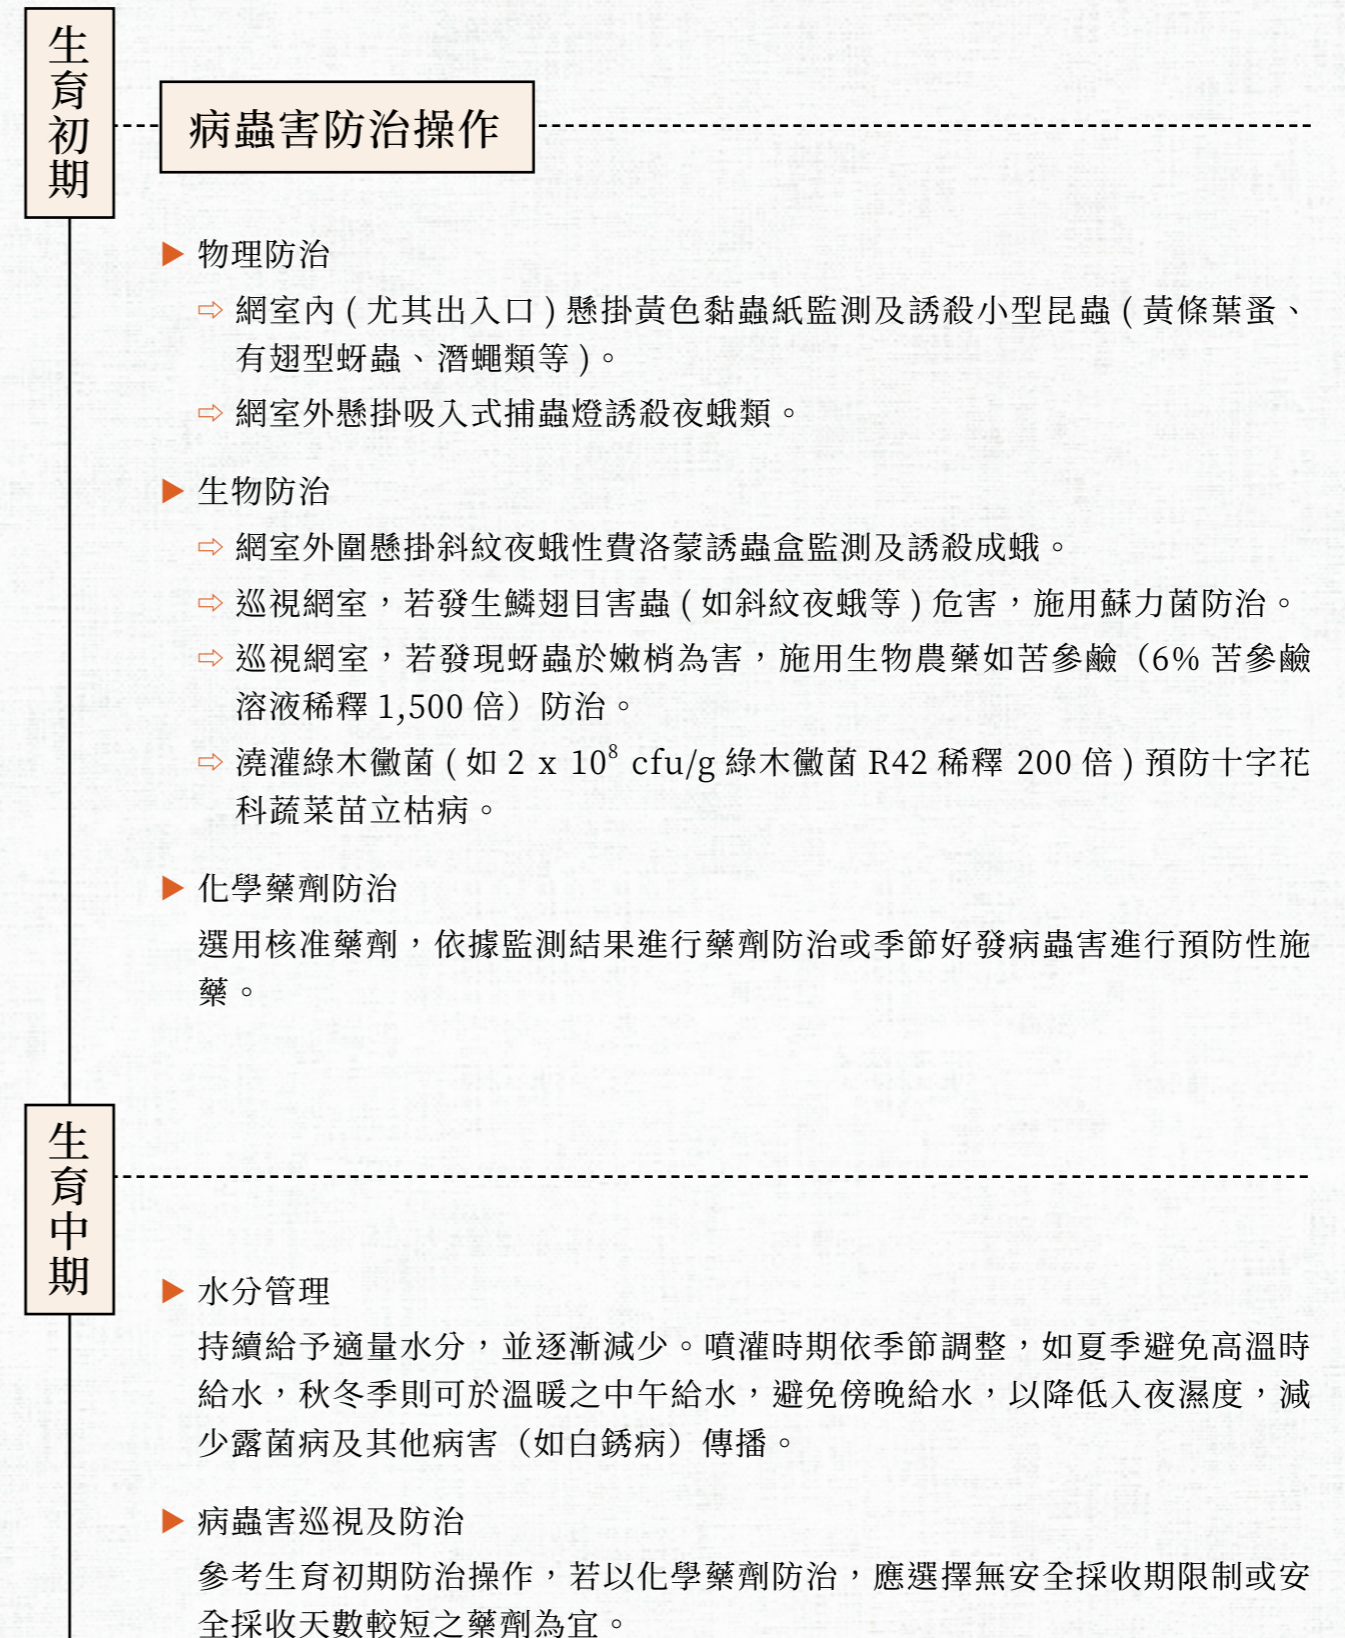 生育初期
病蟲害防治操作
▶ 物理防治
⇨ 網室內 ( 尤其出入口 ) 懸掛黃色黏蟲紙監測及誘殺小型昆蟲 ( 黃條葉蚤、
有翅型蚜蟲、潛蠅類等 )。
⇨ 網室外懸掛吸入式捕蟲燈誘殺夜蛾類。
▶ 生物防治
⇨ 網室外圍懸掛斜紋夜蛾性費洛蒙誘蟲盒監測及誘殺成蛾。
⇨ 巡視網室，若發生鱗翅目害蟲 ( 如斜紋夜蛾等 ) 危害，施用蘇力菌防治。
⇨ 巡視網室，若發現蚜蟲於嫩梢為害，施用生物農藥如苦參鹼（6% 苦參鹼
溶液稀釋 1,500 倍）防治。
⇨ 澆灌綠木黴菌 ( 如 2 x 10⁸ cfu/g 綠木黴菌 R42 稀釋 200 倍 ) 預防十字花
科蔬菜苗立枯病。
▶ 化學藥劑防治
選用核准藥劑，依據監測結果進行藥劑防治或季節好發病蟲害進行預防性施
藥。
生育中期
▶ 水分管理
持續給予適量水分，並逐漸減少。噴灌時期依季節調整，如夏季避免高溫時
給水，秋冬季則可於溫暖之中午給水，避免傍晚給水，以降低入夜濕度，減
少露菌病及其他病害（如白銹病）傳播。
▶ 病蟲害巡視及防治
參考生育初期防治操作，若以化學藥劑防治，應選擇無安全採收期限制或安
全採收天數較短之藥劑為宜。